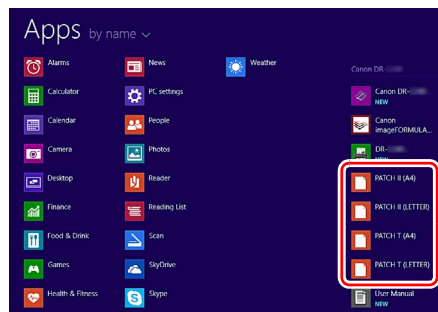 Apps by name
Alarms
Calculator
Calendar
Camera
Desktop
Finance
Food & Drink
Games
Health & Fitness
News
PC settings
People
Photos
Reader
Reading List
Scan
SkyDrive
Skype
Weather
Canon DR-
Canon DR-
NEW
Canon
imageFORMULA...
DR-
NEW
PATCH II (A4)
PATCH II (LETTER)
PATCH T (A4)
PATCH T (LETTER)
User Manual
NEW